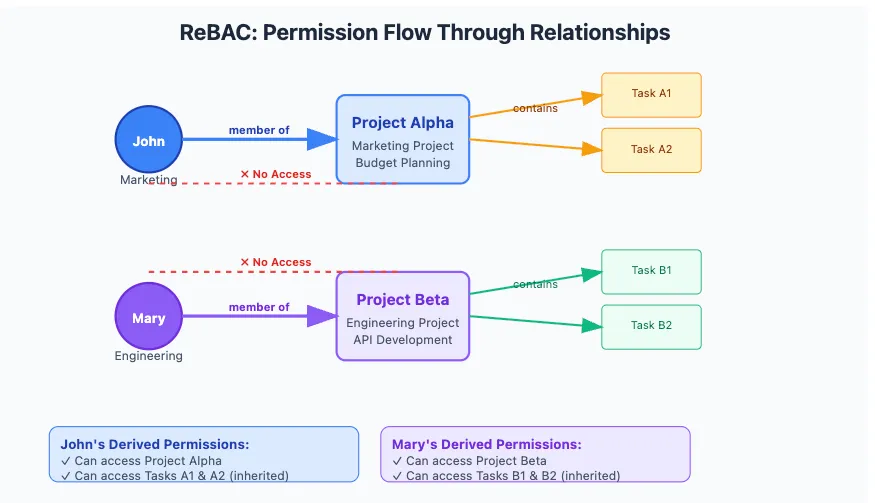 ReBAC: Permission Flow Through Relationships
John
Marketing
member of
✕ No Access
Project Alpha
Marketing Project
Budget Planning
contains
Task A1
Task A2
✕ No Access
Mary
Engineering
member of
Project Beta
Engineering Project
API Development
contains
Task B1
Task B2
John's Derived Permissions:
✓ Can access Project Alpha
✓ Can access Tasks A1 & A2 (inherited)
Mary's Derived Permissions:
✓ Can access Project Beta
✓ Can access Tasks B1 & B2 (inherited)